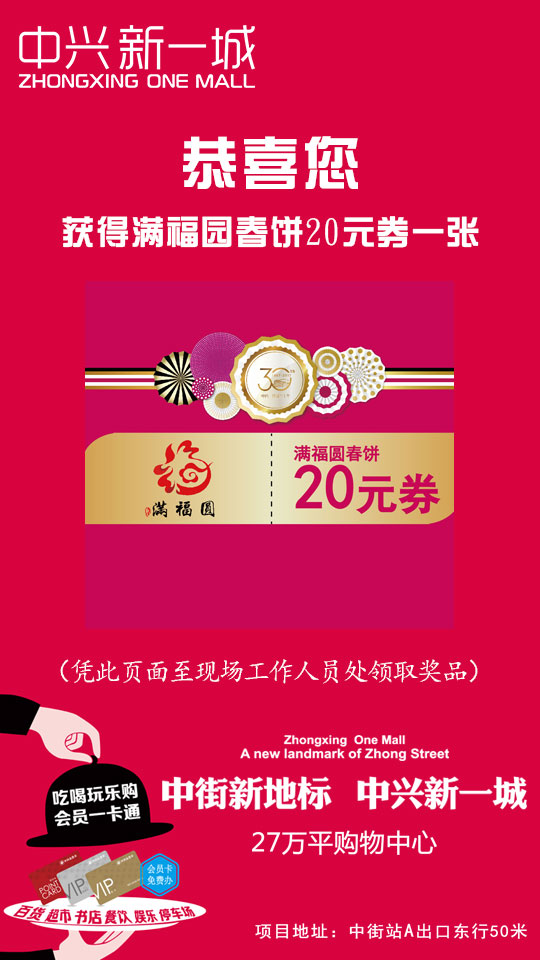 中兴新一城
ZHONGXING ONE MALL
恭喜您
获得满福园春饼20元券一张
30
满福圆
满福圆春饼
20元券
（凭此页面至现场工作人员处领取奖品）
Zhongxing One Mall
A new landmark of Zhong Street
中街新地标 中兴新一城
27万平购物中心
吃喝玩乐购
会员一卡通
POINT
CARD
VIP
VIP
会员卡
免费办
百货 超市 书店 餐饮 娱乐 停车场
项目地址：中街站A出口东行50米